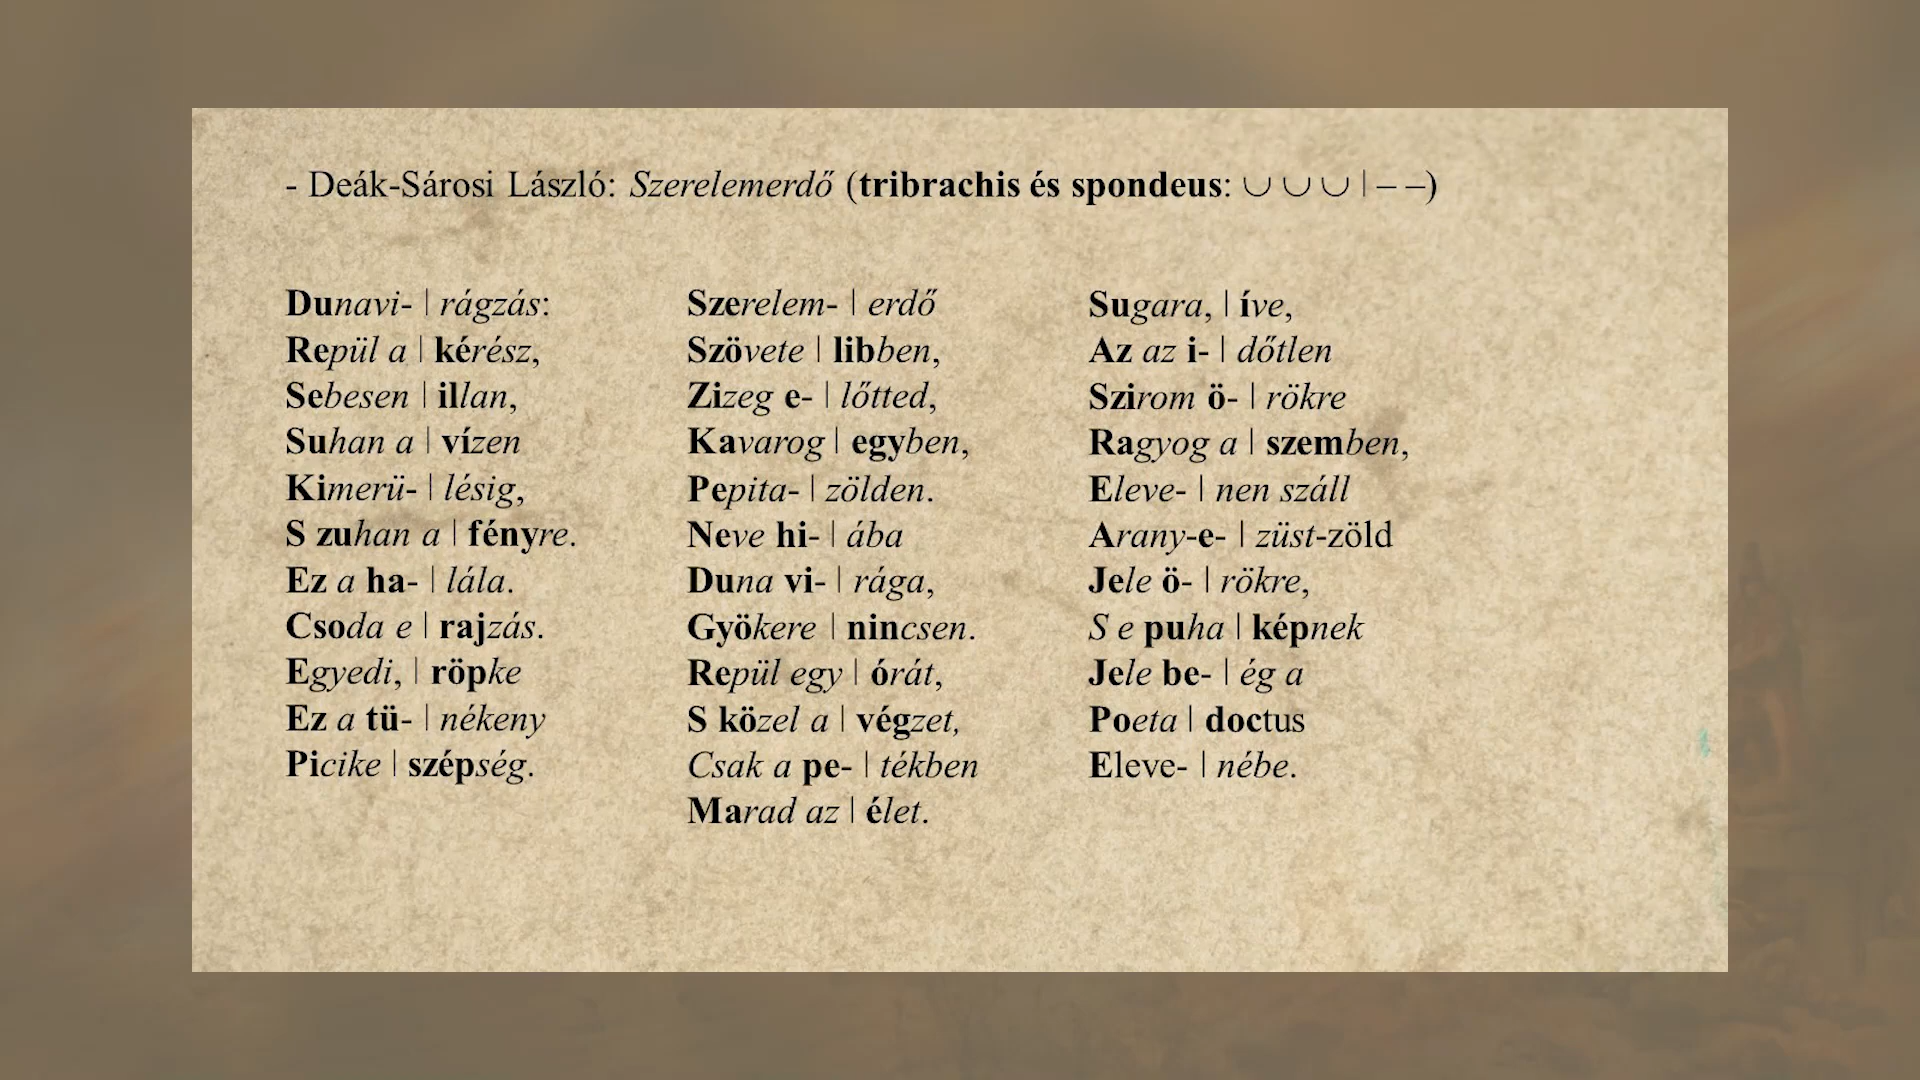 - Deák-Sárosi László: Szerelemerdő (tribrachis és spondeus: ∪ ∪ ∪ | – –)
Dunavi- | rágzás:
Repül a | kérész,
Sebesen | illan,
Suhan a | vízen
Kimerü- | lésig,
S zuhan a | fényre.
Ez a ha- | lála.
Csoda e | rajzás.
Egyedi, | röpke
Ez a tü- | nékeny
Picike | szépség.
Szerelem- | erdő
Szövete | libben,
Zizeg e- | lőtted,
Kavarog | egyben,
Pepita- | zölden.
Neve hi- | ába
Duna vi- | rága,
Gyökere | nincsen.
Repül egy | órát,
S közel a | végzet,
Csak a pe- | tékben
Marad az | élet.
Sugara, | íve,
Az az i- | dőtlen
Szirom ö- | rökre
Ragyog a | szemben,
Eleve- | nen száll
Arany-e- | züst-zöld
Jele ö- | rökre,
S e puha | képnek
Jele be- | ég a
Poeta | doctus
Eleve- | nébe.